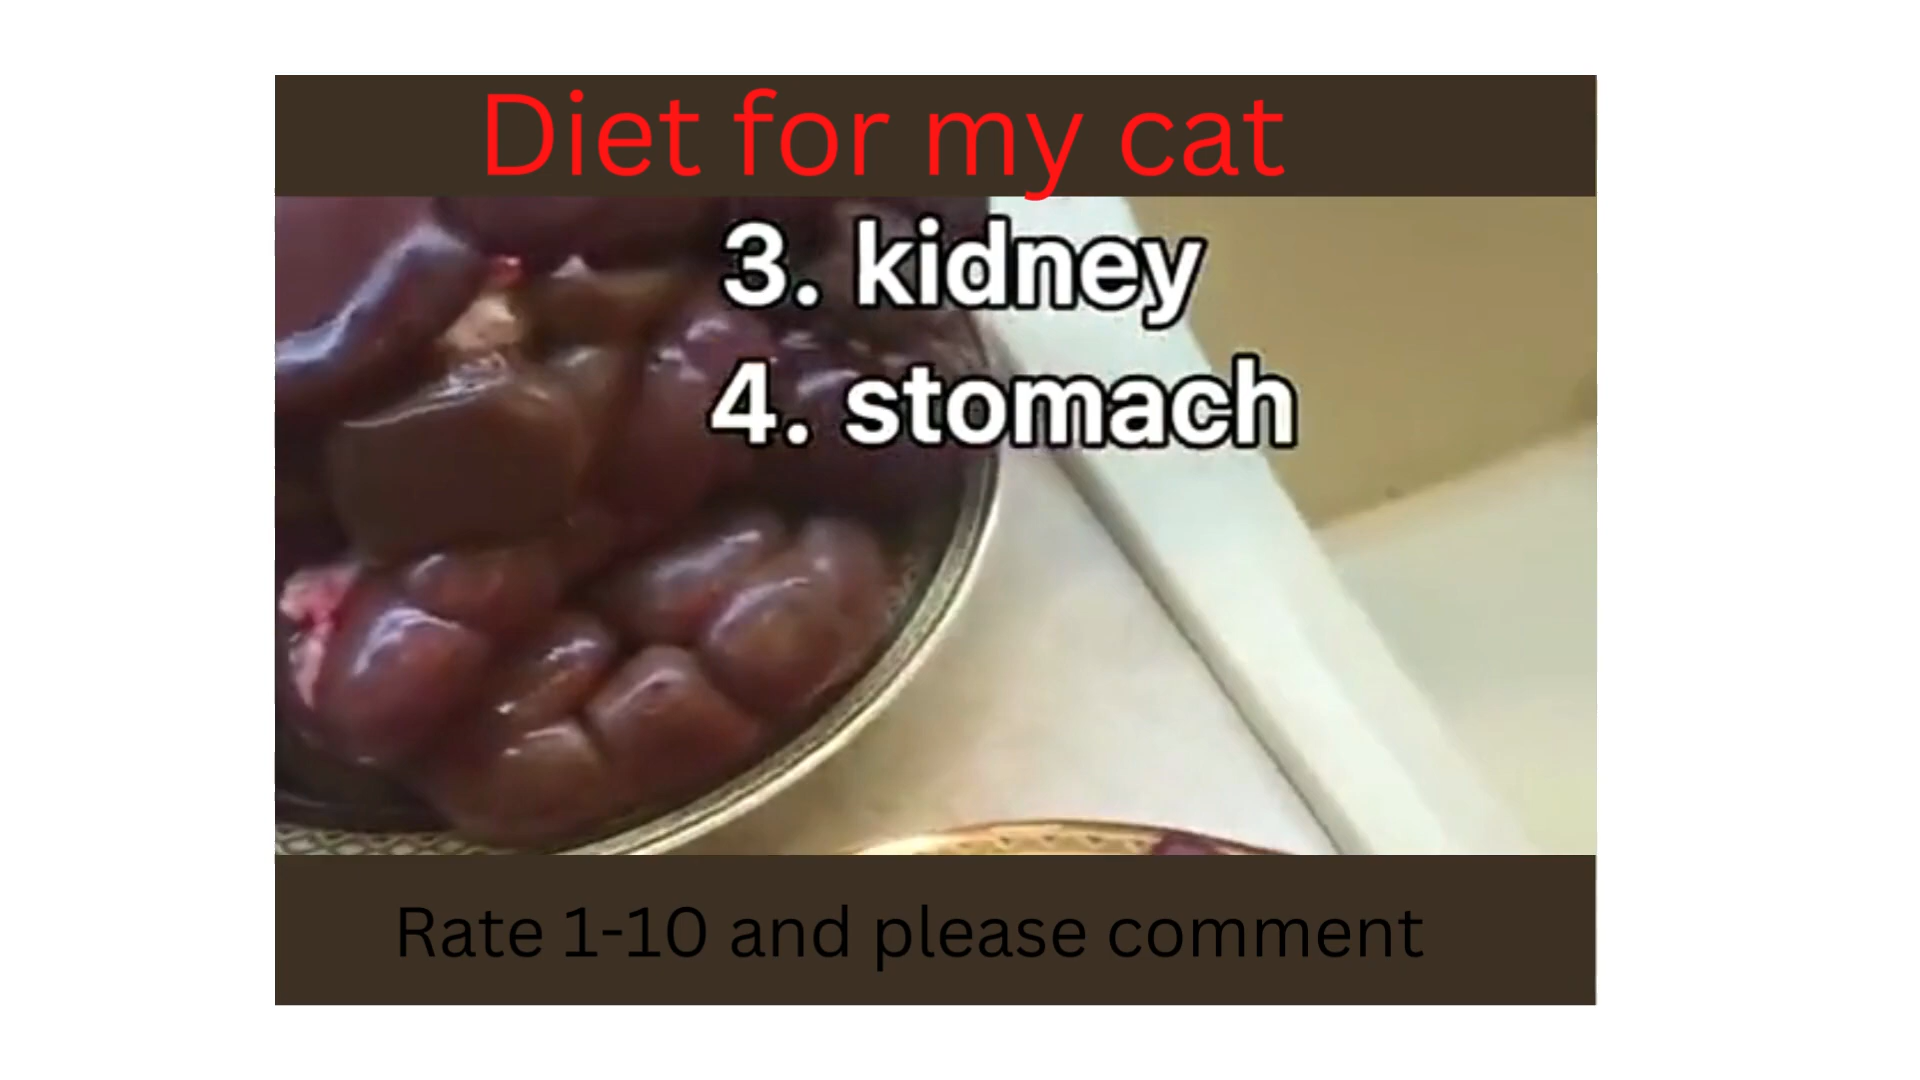 Diet for my cat
3. kidney
4. stomach
Rate 1-10 and please comment